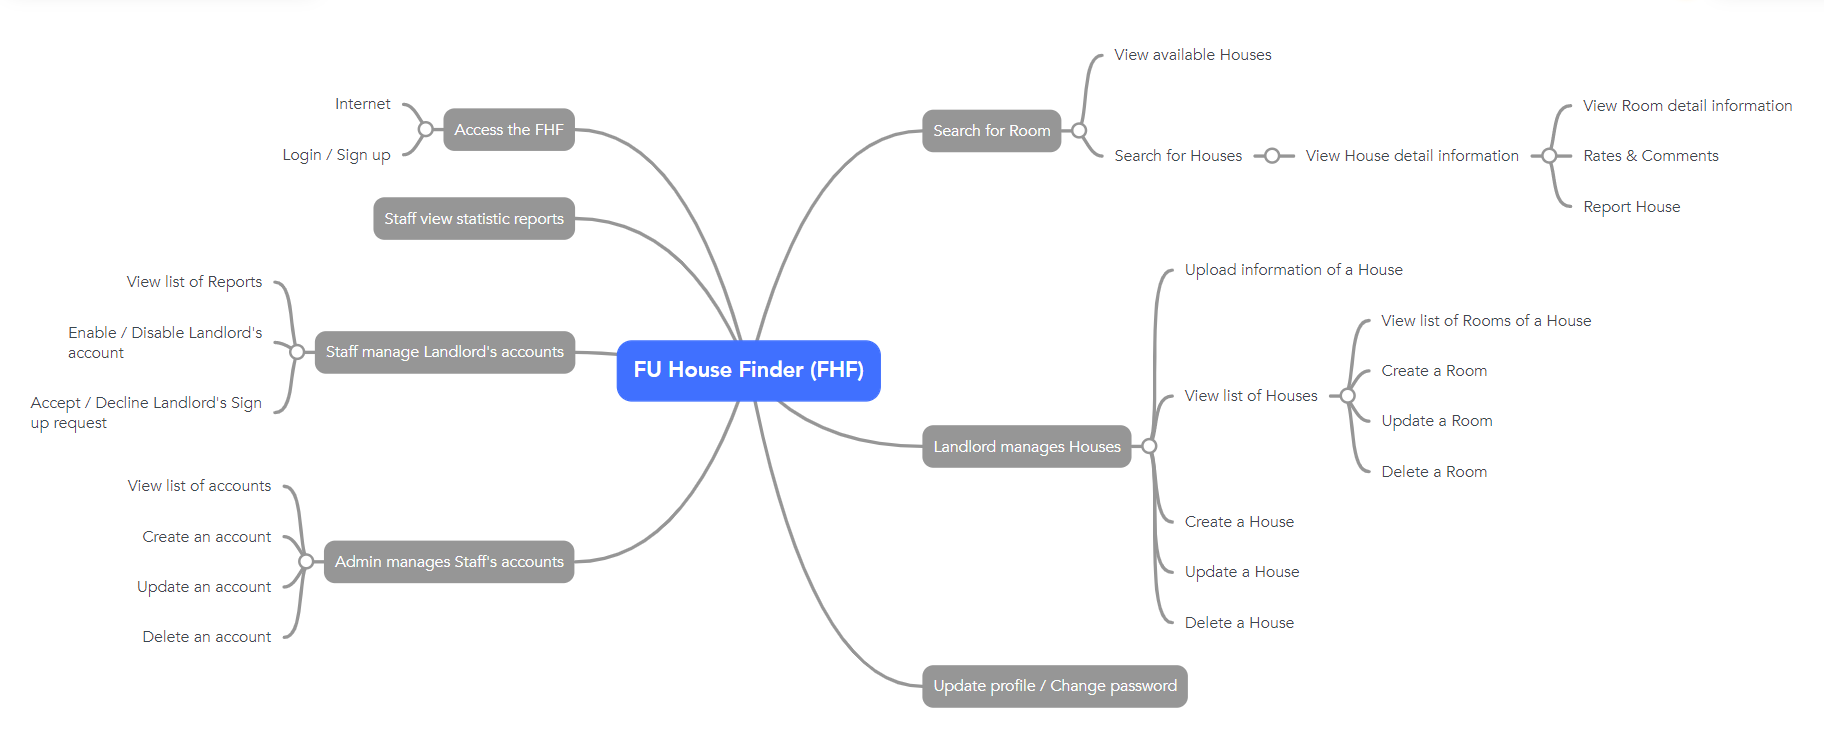 FU House Finder (FHF)
Access the FHF
Internet
Login / Sign up
Staff view statistic reports
Staff manage Landlord's accounts
View list of Reports
Enable / Disable Landlord's
account
Accept / Decline Landlord's Sign
up request
Admin manages Staff's accounts
View list of accounts
Create an account
Update an account
Delete an account
Search for Room
View available Houses
Search for Houses
View House detail information
View Room detail information
Rates & Comments
Report House
Landlord manages Houses
Upload information of a House
View list of Houses
View list of Rooms of a House
Create a Room
Update a Room
Delete a Room
Create a House
Update a House
Delete a House
Update profile / Change password